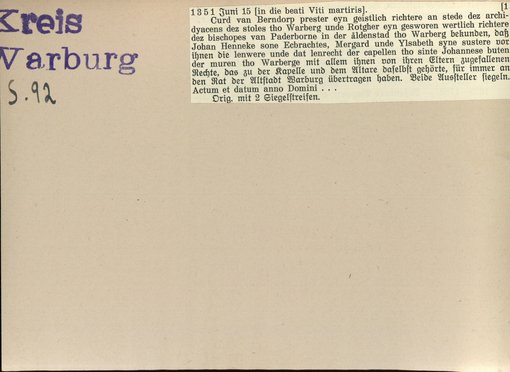 Kreis
Warburg
S. 92
1351 Juni 15 [in die beati Viti martiris]. [1
Curd van Berndorp prester eyn geistlich richtere an stede dez archi-
dyacens dez stoles tho Warberg unde Rotgher eyn gesworen wertlich richtere
dez bischopes van Paderborne in der åldenstad tho Warberg bekunden, daß
Johan Henneke sone Ecbrachtes, Mergard unde Ylsabeth syne sustere vor
ihnen die lenwere unde dat lenrecht der capellen tho sinte Johannese buten
der muren tho Warberge mit allem ihnen von ihren Eltern zugefallenen
Rechte, das zu der Kapelle und dem Altare daselbst gehörte, für immer an
den Rat der Altstadt Warburg übertragen haben. Beide Aussteller siegeln.
Actum et datum anno Domini . . .
Orig. mit 2 Siegelstreifen.